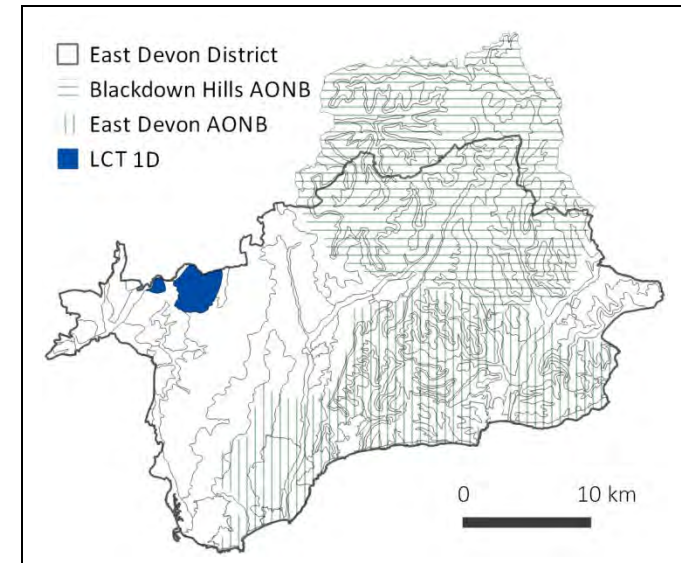 East Devon District
Blackdown Hills AONB
East Devon AONB
LCT 1D
0 10 km